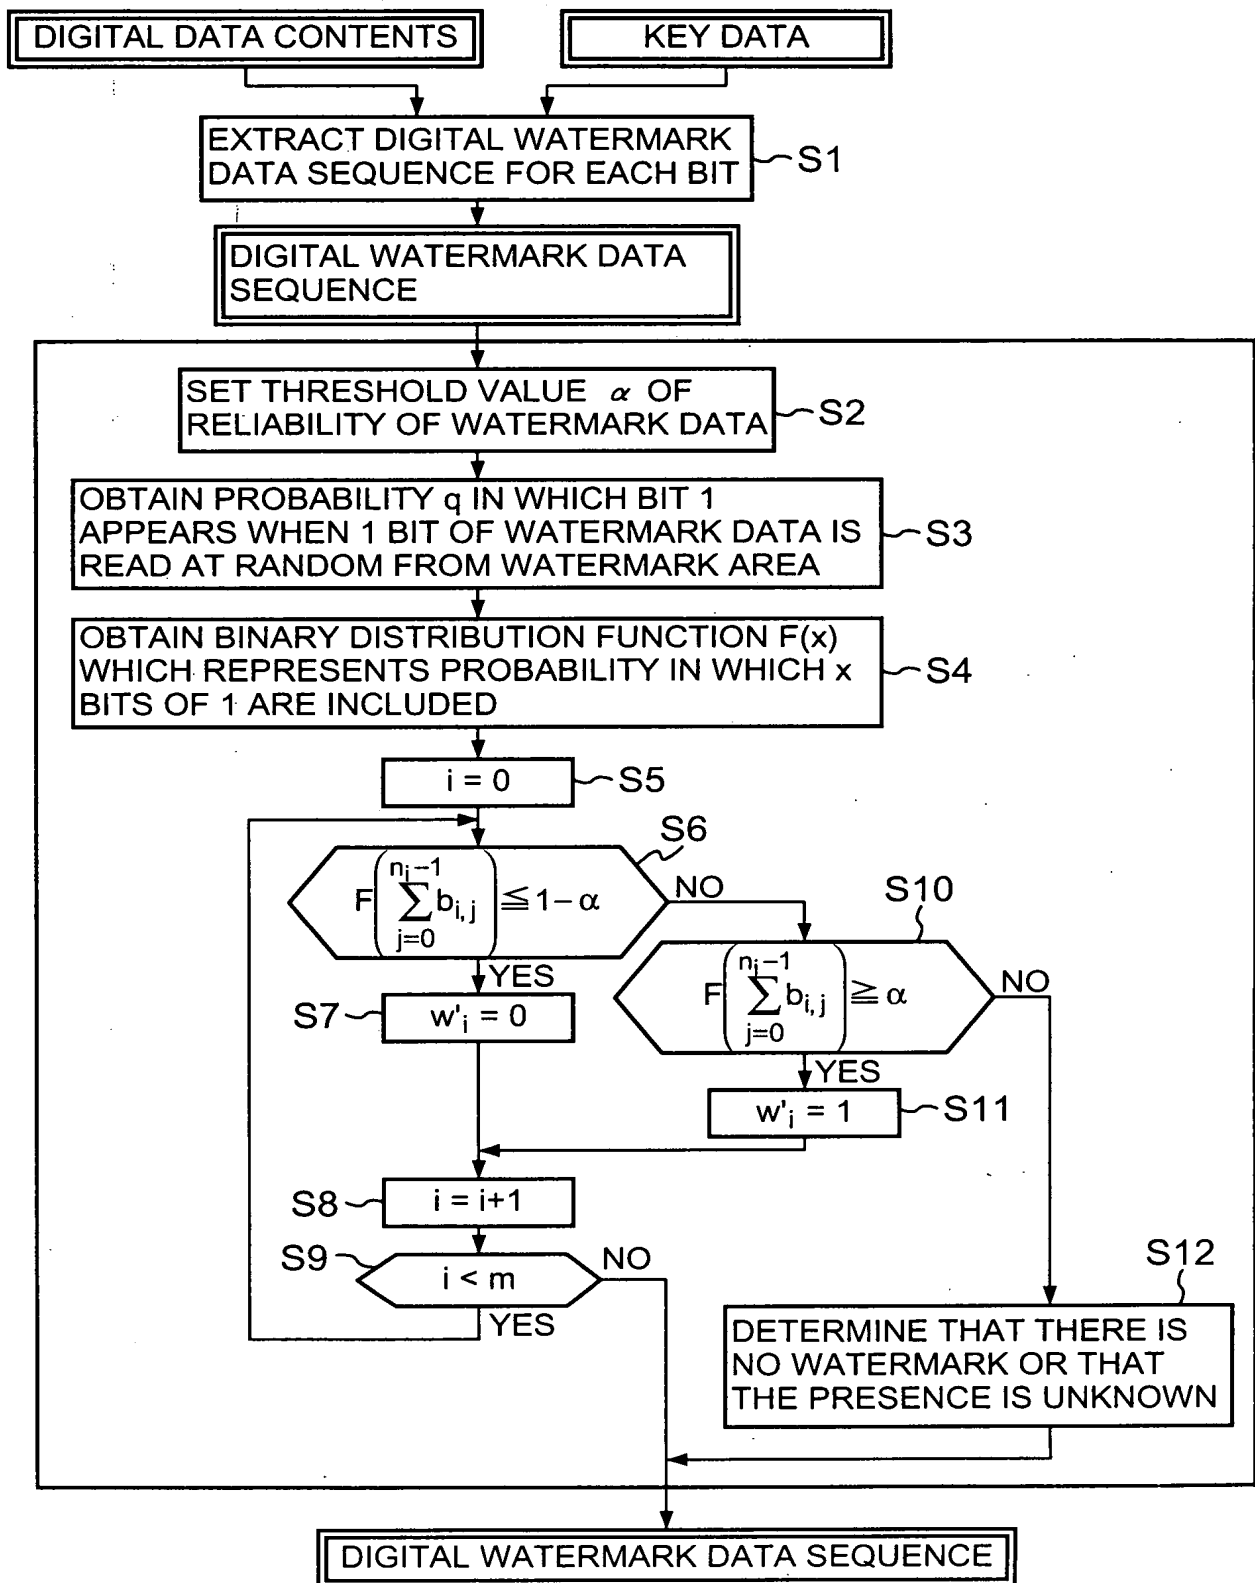 DIGITAL DATA CONTENTS
KEY DATA
EXTRACT DIGITAL WATERMARK
DATA SEQUENCE FOR EACH BIT
S1
DIGITAL WATERMARK DATA
SEQUENCE
SET THRESHOLD VALUE α OF
RELIABILITY OF WATERMARK DATA
S2
OBTAIN PROBABILITY q IN WHICH BIT 1
APPEARS WHEN 1 BIT OF WATERMARK DATA IS
READ AT RANDOM FROM WATERMARK AREA
S3
OBTAIN BINARY DISTRIBUTION FUNCTION F(x)
WHICH REPRESENTS PROBABILITY IN WHICH x
BITS OF 1 ARE INCLUDED
S4
i = 0
S5
S6
F(∑_{j=0}^{n_i−1} b_{i,j}) ≦ 1−α
NO
YES
S10
F(∑_{j=0}^{n_i−1} b_{i,j}) ≧ α
NO
YES
S7
w'_i = 0
w'_i = 1
S11
S8
i = i+1
S9
i < m
NO
YES
S12
DETERMINE THAT THERE IS
NO WATERMARK OR THAT
THE PRESENCE IS UNKNOWN
DIGITAL WATERMARK DATA SEQUENCE